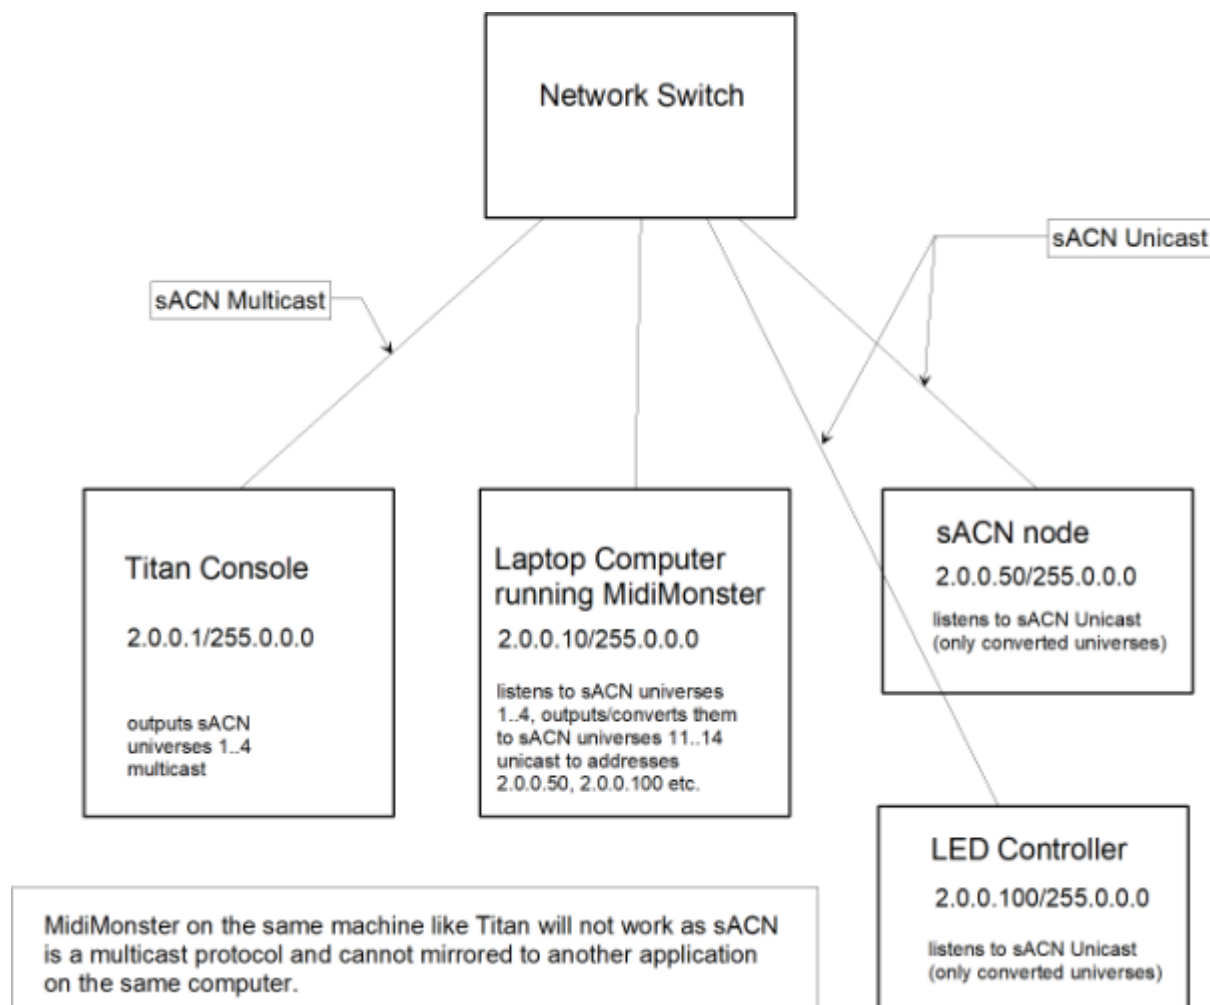 Network Switch
sACN Unicast
sACN Multicast
Titan Console
2.0.0.1/255.0.0.0
outputs sACN
universes 1..4
multicast
Laptop Computer
running MidiMonster
2.0.0.10/255.0.0.0
listens to sACN universes
1..4, outputs/converts them
to sACN universes 11..14
unicast to addresses
2.0.0.50, 2.0.0.100 etc.
sACN node
2.0.0.50/255.0.0.0
listens to sACN Unicast
(only converted universes)
LED Controller
2.0.0.100/255.0.0.0
listens to sACN Unicast
(only converted universes)
MidiMonster on the same machine like Titan will not work as sACN
is a multicast protocol and cannot mirrored to another application
on the same computer.